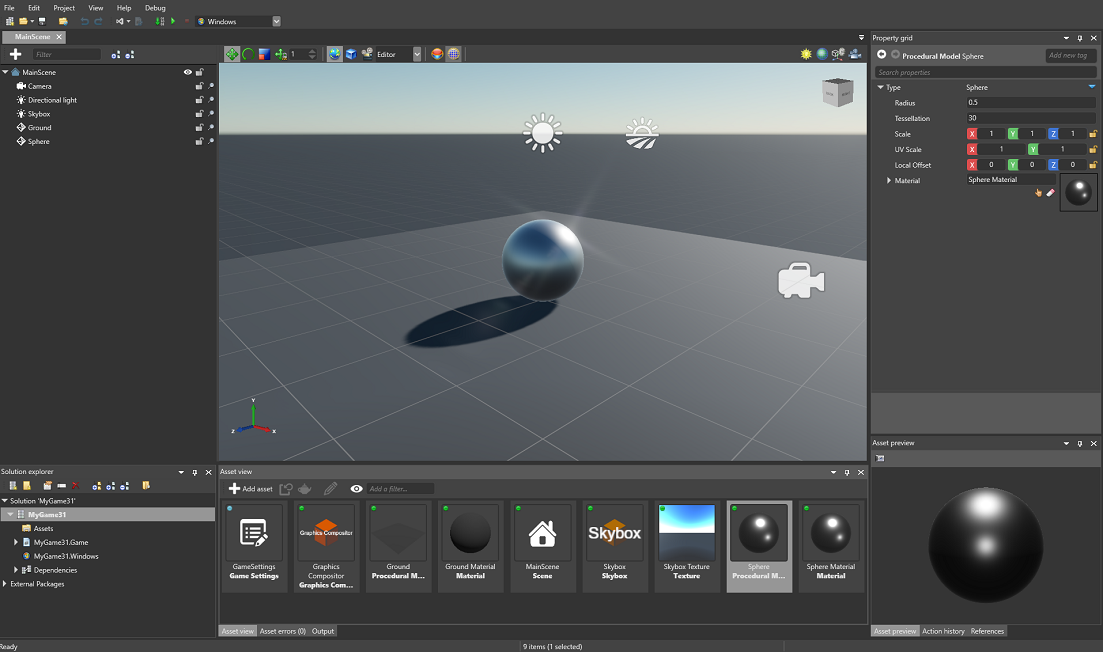 File Edit Project View Help Debug
Windows
MainScene
Filter
1
Editor
MainScene
Camera
Directional light
Skybox
Ground
Sphere
Y
Z
X
Property grid
Procedural Model Sphere
Add new tag
Search properties
Type Sphere
Radius 0.5
Tessellation 30
Scale X 1 Y 1 Z 1
UV Scale X 1 Y 1
Local Offset X 0 Y 0 Z 0
Material Sphere Material
Asset preview
Asset preview Action history References
Solution explorer
Solution 'MyGame31'
MyGame31
Assets
MyGame31.Game
MyGame31.Windows
Dependencies
External Packages
Asset view
Add asset
Add a filter...
Graphics Compositor
Skybox
GameSettings
Game Settings
Graphics
Compositor
Graphics Com...
Ground
Procedural M...
Ground Material
Material
MainScene
Scene
Skybox
Skybox
Skybox Texture
Texture
Sphere
Procedural M...
Sphere Material
Material
Asset view Asset errors (0) Output
Ready
9 items (1 selected)